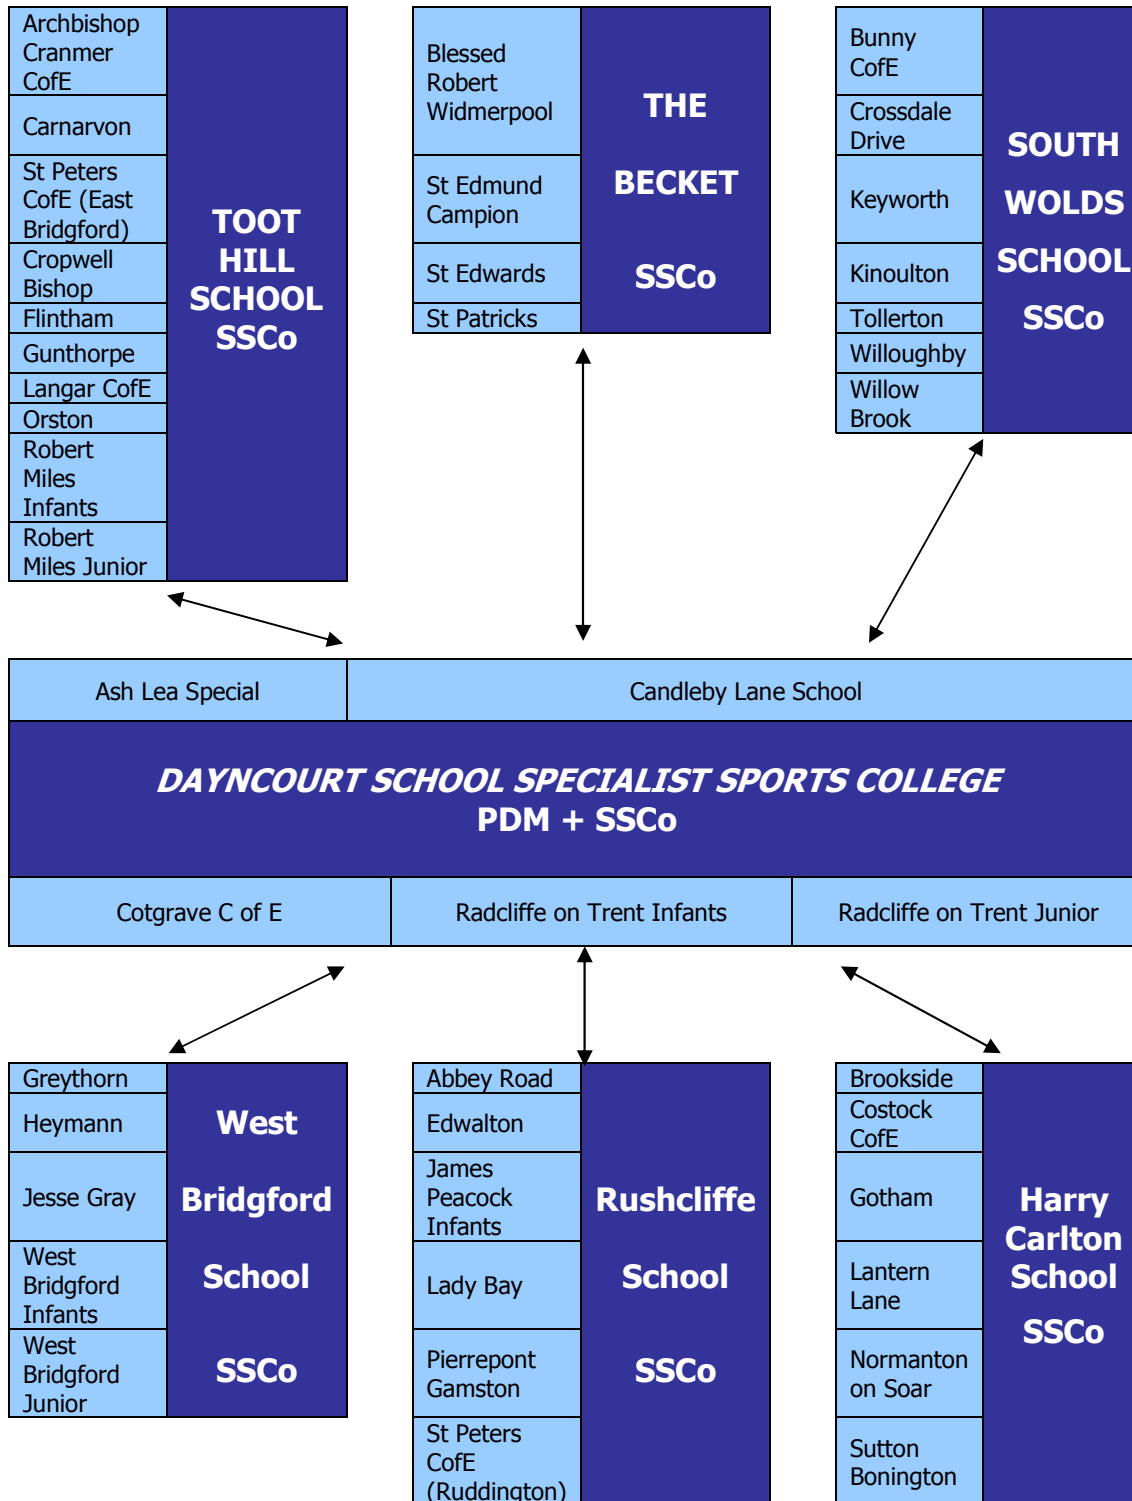 Archbishop
Cranmer
CofE
Carnarvon
St Peters
CofE (East
Bridgford)
Cropwell
Bishop
Flintham
Gunthorpe
Langar CofE
Orston
Robert
Miles
Infants
Robert
Miles Junior
TOOT
HILL
SCHOOL
SSCo
Blessed
Robert
Widmerpool
St Edmund
Campion
St Edwards
St Patricks
THE
BECKET
SSCo
Bunny
CofE
Crossdale
Drive
Keyworth
Kinoulton
Tollerton
Willoughby
Willow
Brook
SOUTH
WOLDS
SCHOOL
SSCo
Ash Lea Special
Candleby Lane School
DAYNCOURT SCHOOL SPECIALIST SPORTS COLLEGE
PDM + SSCo
Cotgrave C of E
Radcliffe on Trent Infants
Radcliffe on Trent Junior
Greythorn
Heymann
Jesse Gray
West
Bridgford
Infants
West
Bridgford
Junior
West
Bridgford
School
SSCo
Abbey Road
Edwalton
James
Peacock
Infants
Lady Bay
Pierrepont
Gamston
St Peters
CofE
(Ruddington)
Rushcliffe
School
SSCo
Brookside
Costock
CofE
Gotham
Lantern
Lane
Normanton
on Soar
Sutton
Bonington
Harry
Carlton
School
SSCo